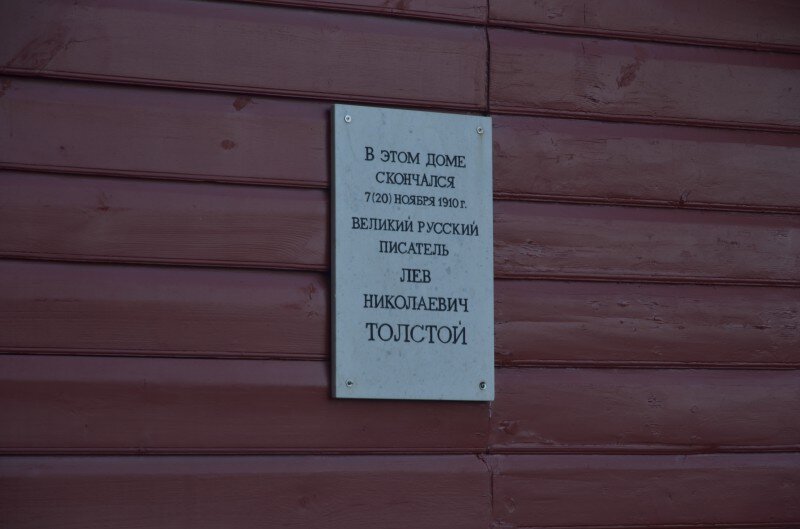 В ЭТОМ ДОМЕ
СКОНЧАЛСЯ
7(20) НОЯБРЯ 1910 г.
ВЕЛИКИЙ РУССКИЙ
ПИСАТЕЛЬ
ЛЕВ
НИКОЛАЕВИЧ
ТОЛСТОЙ